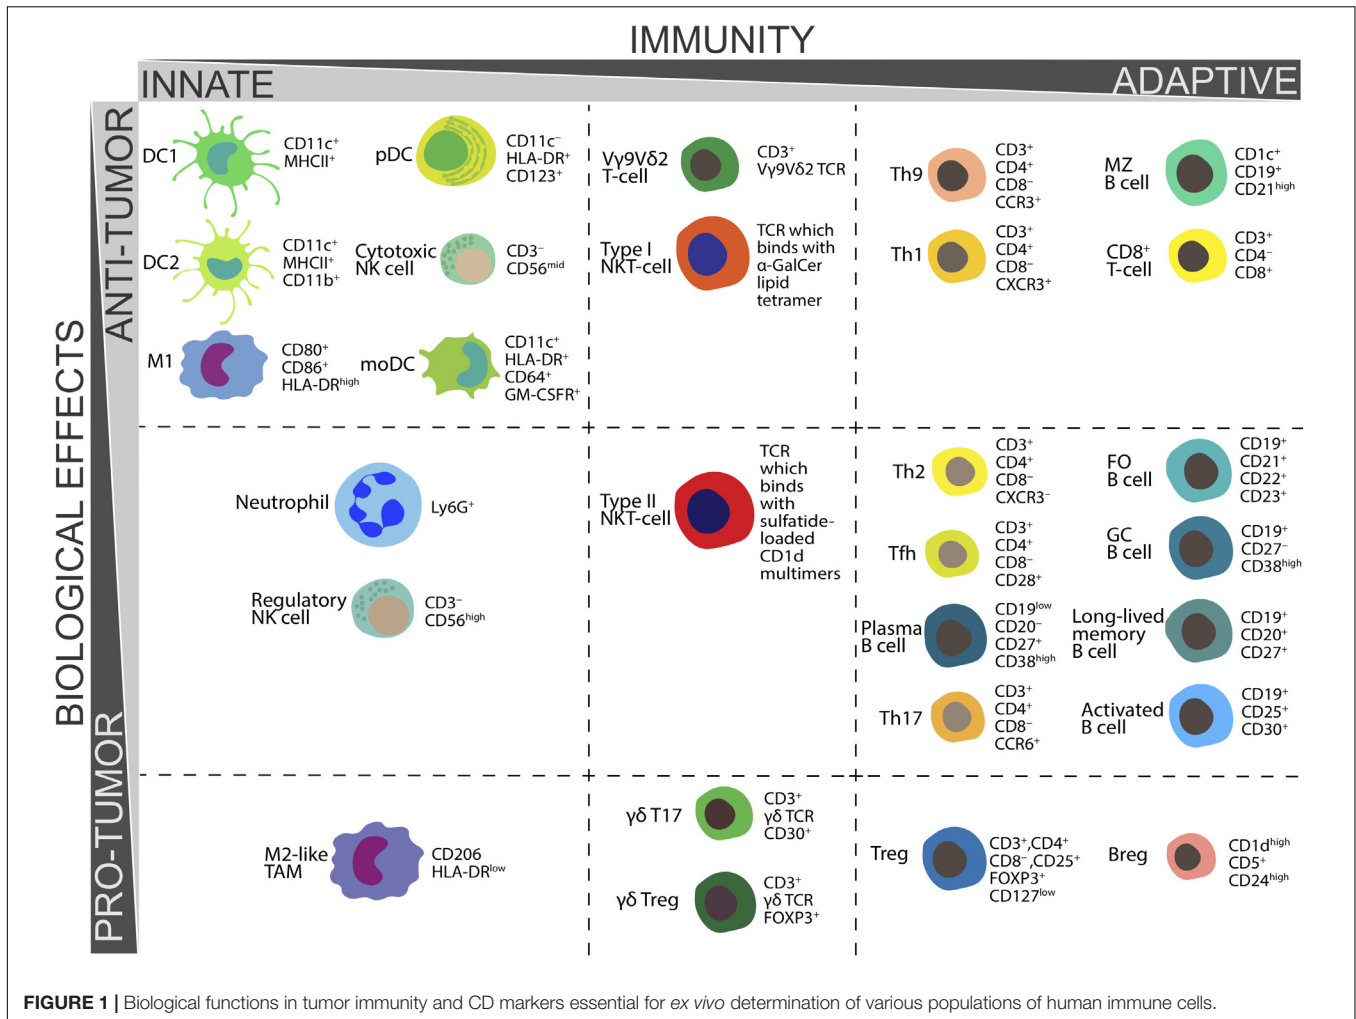 IMMUNITY
INNATE
ADAPTIVE
BIOLOGICAL EFFECTS
ANTI-TUMOR
PRO-TUMOR
DC1
CD11c⁺
MHCII⁺
pDC
CD11c⁻
HLA-DR⁺
CD123⁺
DC2
CD11c⁺
MHCII⁺
CD11b⁺
Cytotoxic
NK cell
CD3⁻
CD56ᵐⁱᵈ
M1
CD80⁺
CD86⁺
HLA-DRʰⁱᵍʰ
moDC
CD11c⁺
HLA-DR⁺
CD64⁺
GM-CSFR⁺
Vγ9Vδ2
T-cell
CD3⁺
Vγ9Vδ2 TCR
Type I
NKT-cell
TCR which
binds with
α-GalCer
lipid
tetramer
Th9
CD3⁺
CD4⁺
CD8⁻
CCR3⁺
MZ
B cell
CD1c⁺
CD19⁺
CD21ʰⁱᵍʰ
Th1
CD3⁺
CD4⁺
CD8⁻
CXCR3⁺
CD8⁺
T-cell
CD3⁺
CD4⁻
CD8⁺
Neutrophil
Ly6G⁺
Regulatory
NK cell
CD3⁻
CD56ʰⁱᵍʰ
Type II
NKT-cell
TCR
which
binds
with
sulfatide-
loaded
CD1d
multimers
Th2
CD3⁺
CD4⁺
CD8⁻
CXCR3⁻
FO
B cell
CD19⁺
CD21⁺
CD22⁺
CD23⁺
Tfh
CD3⁺
CD4⁺
CD8⁻
CD28⁺
GC
B cell
CD19⁺
CD27⁻
CD38ʰⁱᵍʰ
Plasma
B cell
CD19ˡᵒʷ
CD20⁻
CD27⁺
CD38ʰⁱᵍʰ
Long-lived
memory
B cell
CD19⁺
CD20⁺
CD27⁺
Th17
CD3⁺
CD4⁺
CD8⁻
CCR6⁺
Activated
B cell
CD19⁺
CD25⁺
CD30⁺
M2-like
TAM
CD206
HLA-DRˡᵒʷ
γδ T17
CD3⁺
γδ TCR
CD30⁺
γδ Treg
CD3⁺
γδ TCR
FOXP3⁺
Treg
CD3⁺,CD4⁺
CD8⁻,CD25⁺
FOXP3⁺
CD127ˡᵒʷ
Breg
CD1dʰⁱᵍʰ
CD5⁺
CD24ʰⁱᵍʰ
FIGURE 1 | Biological functions in tumor immunity and CD markers essential for ex vivo determination of various populations of human immune cells.